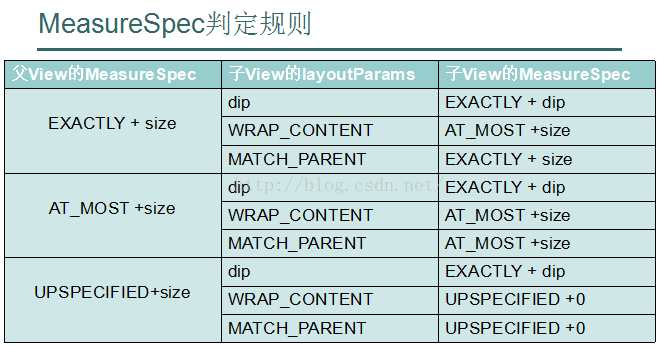 MeasureSpec判定规则
父View的MeasureSpec 子View的layoutParams 子View的MeasureSpec
EXACTLY + size
dip EXACTLY + dip
WRAP_CONTENT AT_MOST +size
MATCH_PARENT EXACTLY + size
AT_MOST +size
dip EXACTLY + dip
WRAP_CONTENT AT_MOST +size
MATCH_PARENT AT_MOST +size
UPSPECIFIED+size
dip EXACTLY + dip
WRAP_CONTENT UPSPECIFIED +0
MATCH_PARENT UPSPECIFIED +0
http://blog.csdn.net/